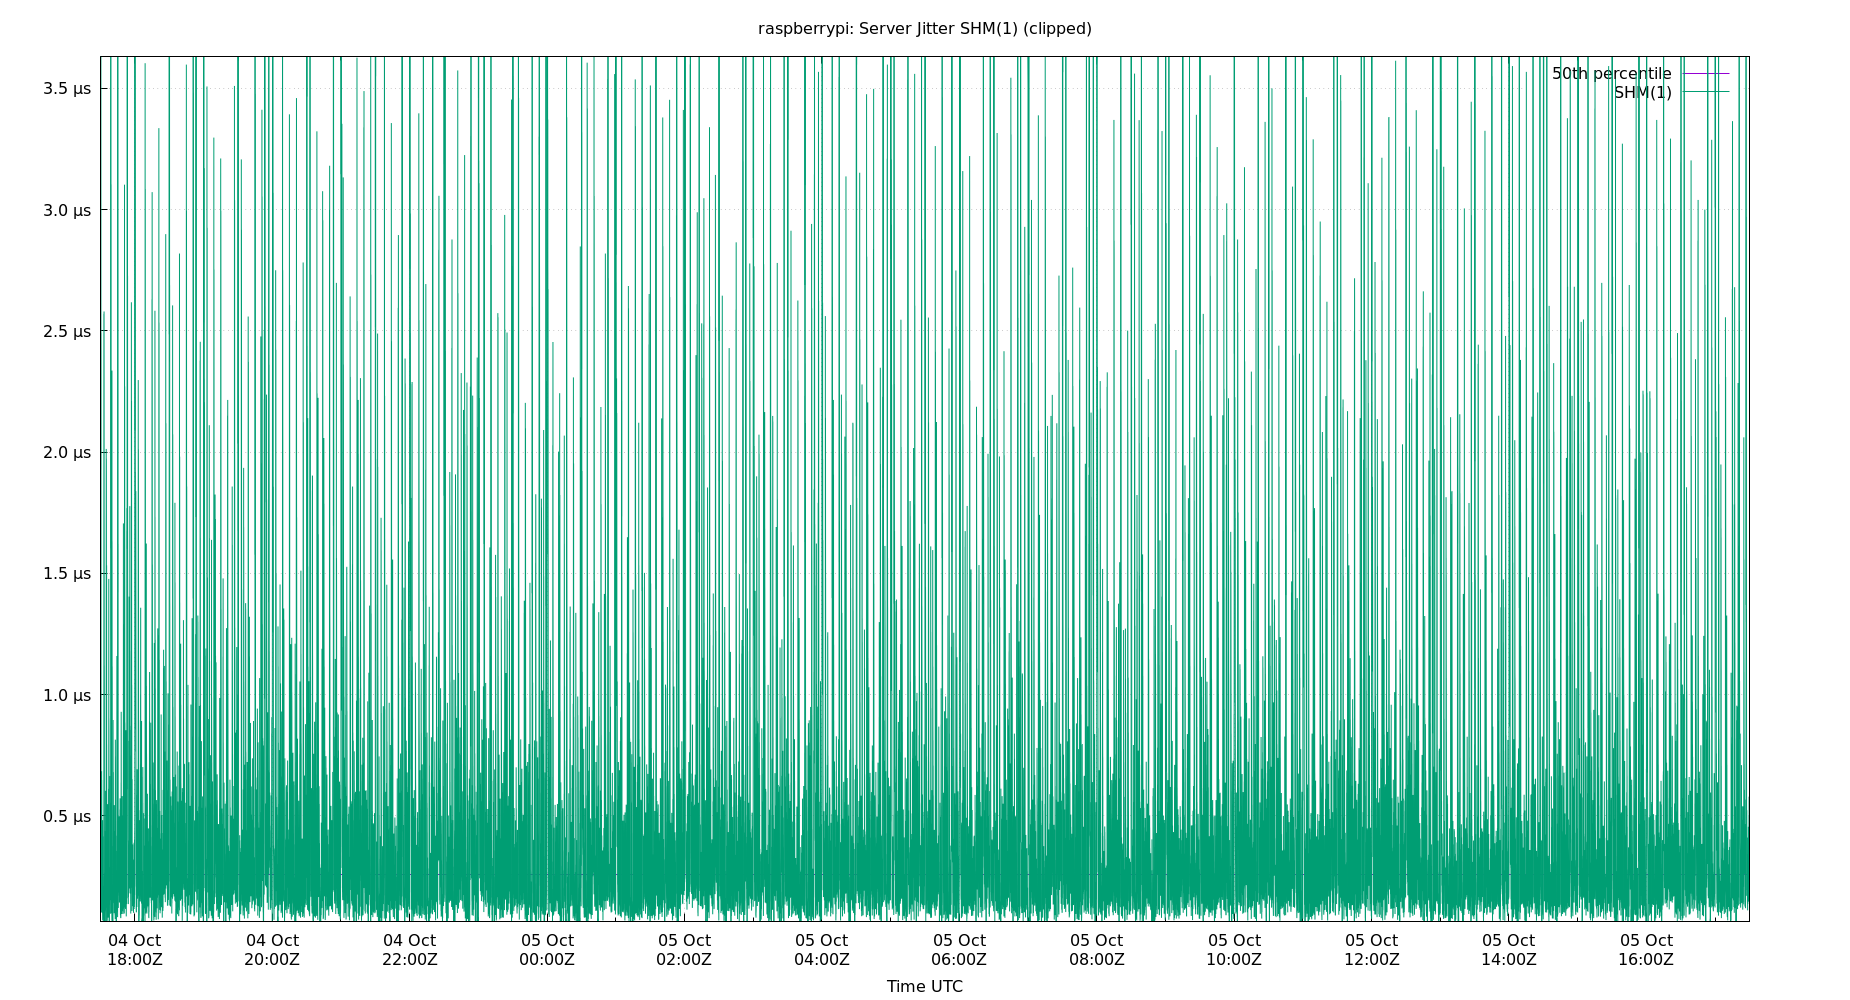 raspberrypi: Server Jitter SHM(1) (clipped)
50th percentile
SHM(1)
3.5 µs
3.0 µs
2.5 µs
2.0 µs
1.5 µs
1.0 µs
0.5 µs
04 Oct 04 Oct 04 Oct 05 Oct 05 Oct 05 Oct 05 Oct 05 Oct 05 Oct 05 Oct 05 Oct 05 Oct
18:00Z 20:00Z 22:00Z 00:00Z 02:00Z 04:00Z 06:00Z 08:00Z 10:00Z 12:00Z 14:00Z 16:00Z
Time UTC